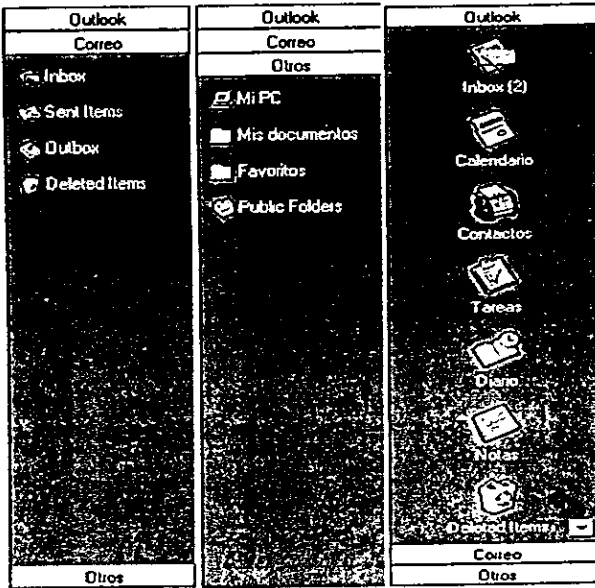 Outlook
Correo
Inbox
Sent Items
Outbox
Deleted Items
Otros
Outlook
Correo
Otros
Mi PC
Mis documentos
Favoritos
Public Folders
Outlook
Inbox (2)
Calendario
Contactos
Tareas
Diario
Notas
Deleted Items
Correo
Otros